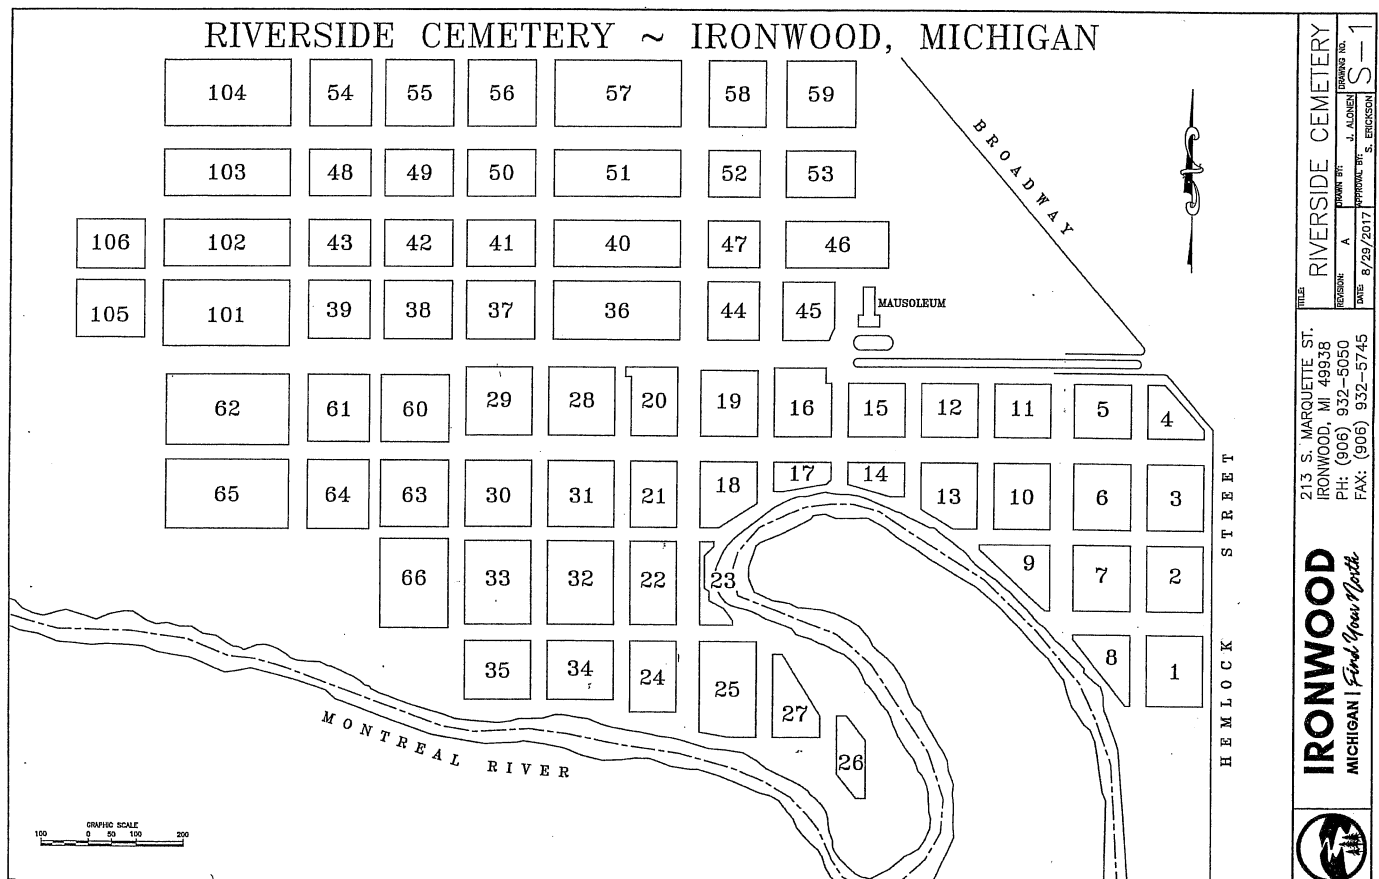 RIVERSIDE CEMETERY ~ IRONWOOD, MICHIGAN
104 54 55 56 57 58 59
BROADWAY
103 48 49 50 51 52 53
106 102 43 42 41 40 47 46
105 101 39 38 37 36 44 45
MAUSOLEUM
62 61 60 29 28 20 19 16 15 12 11 5 4
65 64 63 30 31 21 18 17 14 13 10 6 3
66 33 32 22 23 9 7 2
35 34 24 25 27 26 8 1
MONTREAL RIVER
HEMLOCK STREET
GRAPHIC SCALE
100 0 50 100 200
TITLE:
RIVERSIDE CEMETERY
REVISION: A
DRAWN BY: J. ALONEN
DRAWING NO. S-1
DATE: 8/29/2017
APPROVAL BY: S. ERICKSON
213 S. MARQUETTE ST.
IRONWOOD, MI 49938
PH: (906) 932-5050
FAX: (906) 932-5745
IRONWOOD
MICHIGAN | Find Your North